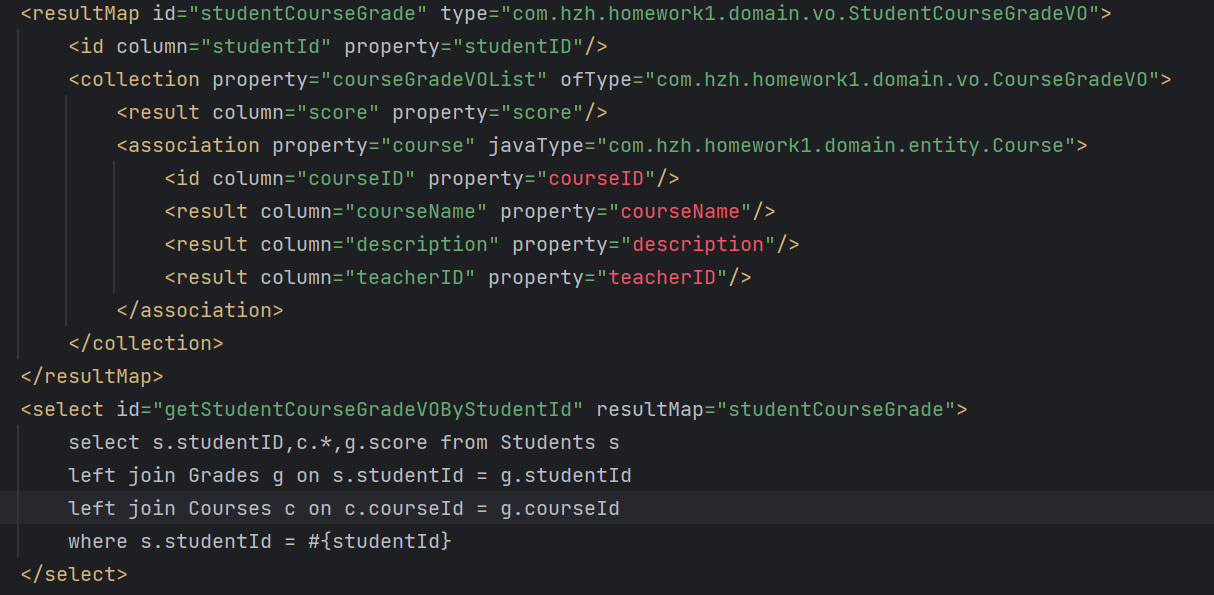 <resultMap id="studentCourseGrade" type="com.hzh.homework1.domain.vo.StudentCourseGradeVO">
    <id column="studentId" property="studentID"/>
    <collection property="courseGradeVOList" ofType="com.hzh.homework1.domain.vo.CourseGradeVO">
        <result column="score" property="score"/>
        <association property="course" javaType="com.hzh.homework1.domain.entity.Course">
            <id column="courseID" property="courseID"/>
            <result column="courseName" property="courseName"/>
            <result column="description" property="description"/>
            <result column="teacherID" property="teacherID"/>
        </association>
    </collection>
</resultMap>
<select id="getStudentCourseGradeVOByStudentId" resultMap="studentCourseGrade">
    select s.studentID,c.*,g.score from Students s
    left join Grades g on s.studentId = g.studentId
    left join Courses c on c.courseId = g.courseId
    where s.studentId = #{studentId}
</select>